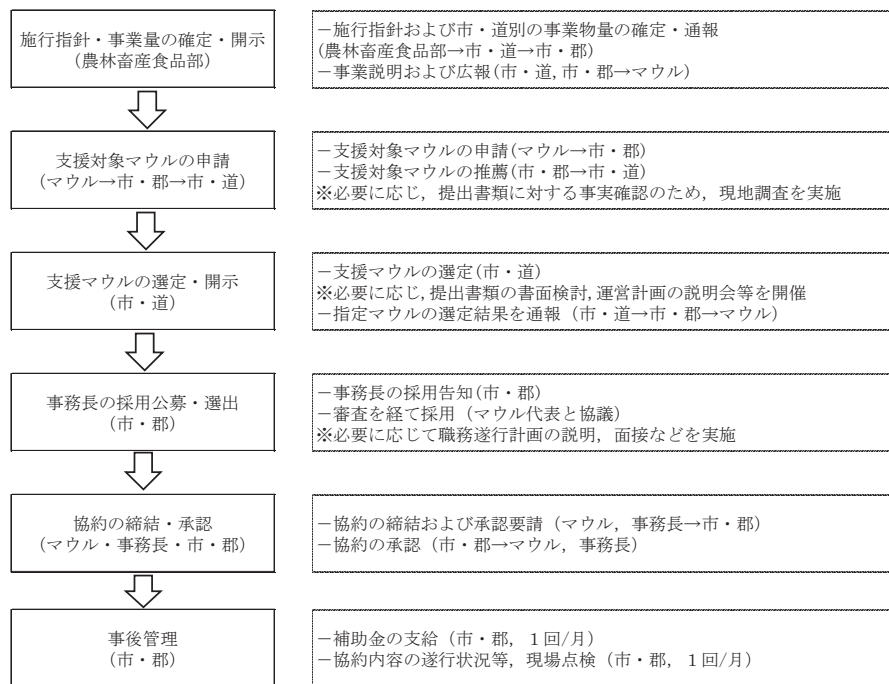 施行指針・事業量の確定・開示
(農林畜産食品部)
－施行指針および市・道別の事業物量の確定・通報
(農林畜産食品部→市・道→市・郡)
－事業説明および広報(市・道, 市・郡→マウル)
支援対象マウルの申請
(マウル→市・郡→市・道)
－支援対象マウルの申請(マウル→市・郡)
－支援対象マウルの推薦(市・郡→市・道)
※必要に応じ，提出書類に対する事実確認のため，現地調査を実施
支援マウルの選定・開示
(市・道)
－支援マウルの選定(市・道)
※必要に応じ, 提出書類の書面検討, 運営計画の説明会等を開催
－指定マウルの選定結果を通報（市・道→市・郡→マウル）
事務長の採用公募・選出
(市・郡)
－事務長の採用告知(市・郡)
－審査を経て採用（マウル代表と協議）
※必要に応じて職務遂行計画の説明，面接などを実施
協約の締結・承認
(マウル・事務長・市・郡)
－協約の締結および承認要請（マウル，事務長→市・郡）
－協約の承認（市・郡→マウル，事務長）
事後管理
(市・郡)
－補助金の支給（市・郡，１回/月）
－協約内容の遂行状況等，現場点検（市・郡，１回/月）